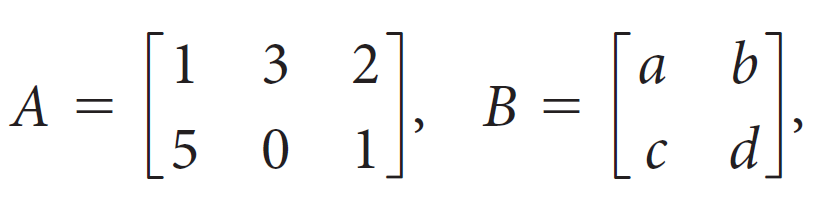 A = [1 3 2
5 0 1], B = [a b
c d],